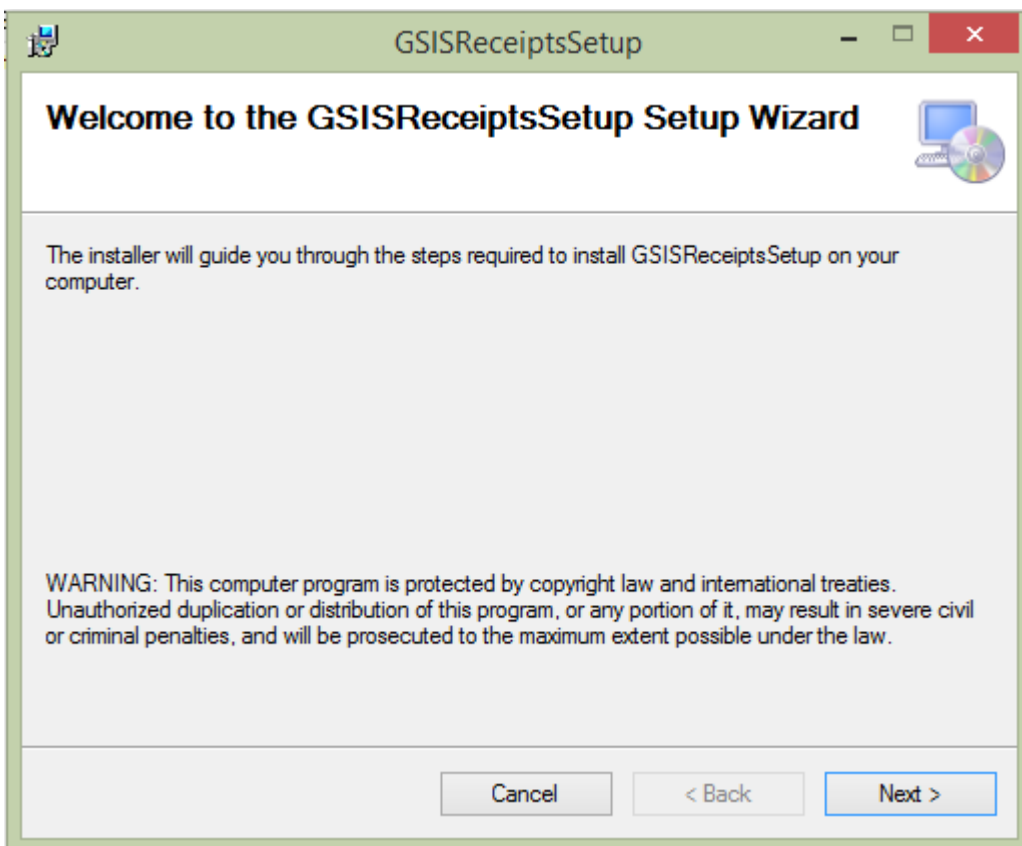 GSISReceiptsSetup
Welcome to the GSISReceiptsSetup Setup Wizard
The installer will guide you through the steps required to install GSISReceiptsSetup on your
computer.
WARNING: This computer program is protected by copyright law and international treaties.
Unauthorized duplication or distribution of this program, or any portion of it, may result in severe civil
or criminal penalties, and will be prosecuted to the maximum extent possible under the law.
Cancel
< Back
Next >